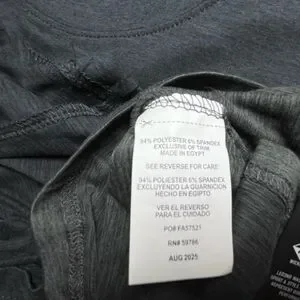 94% POLYESTER 6% SPANDEX
EXCLUSIVE OF TRIM
MADE IN EGYPT
SEE REVERSE FOR CARE
94% POLYESTER 6% SPANDEX
EXCLUYENDO LA GUARNICION
HECHO EN EGIPTO
VER EL REVERSO
PARA EL CUIDADO
PO# FA57521
RN# 59786
AUG 2025